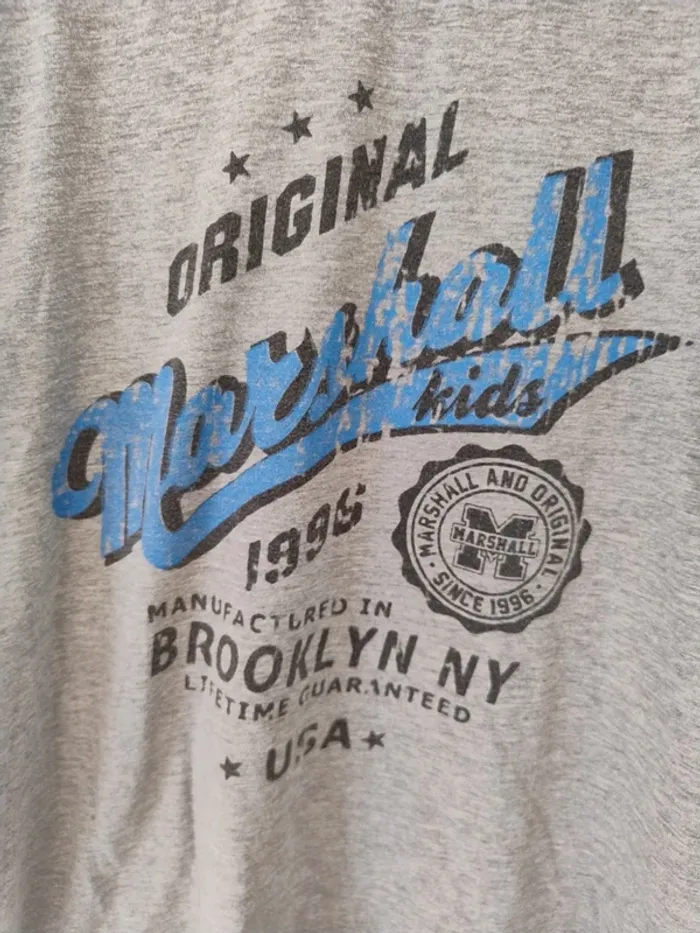 ORIGINAL
Marshall
kids
1996
MARSHALL AND ORIGINAL
MARSHALL
SINCE 1996
MANUFACTURED IN
BROOKLYN NY
LIFETIME GUARANTEED
USA